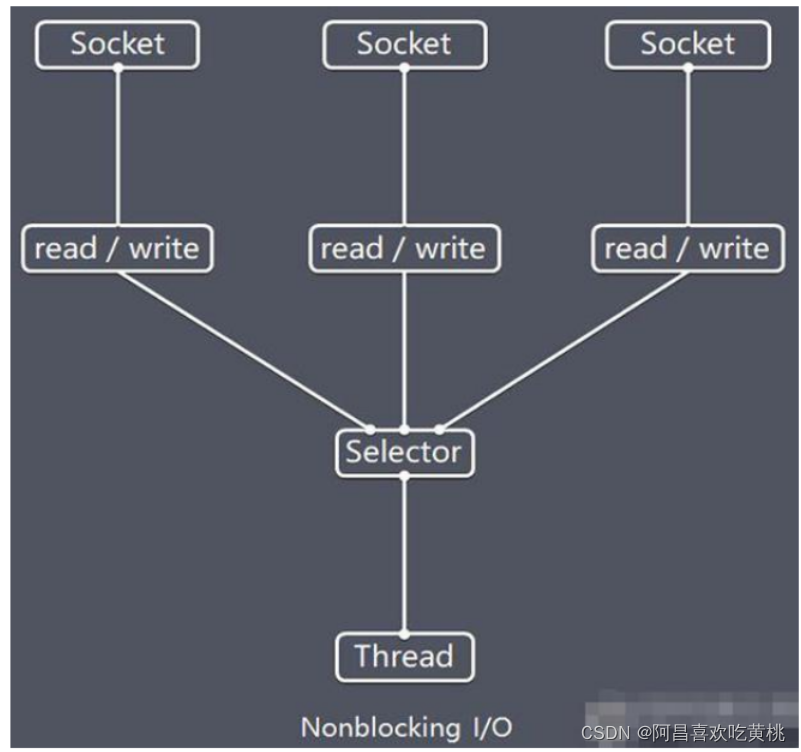 Socket Socket Socket
read / write read / write read / write
Selector
Thread
Nonblocking I/O
CSDN @阿昌喜欢吃黄桃